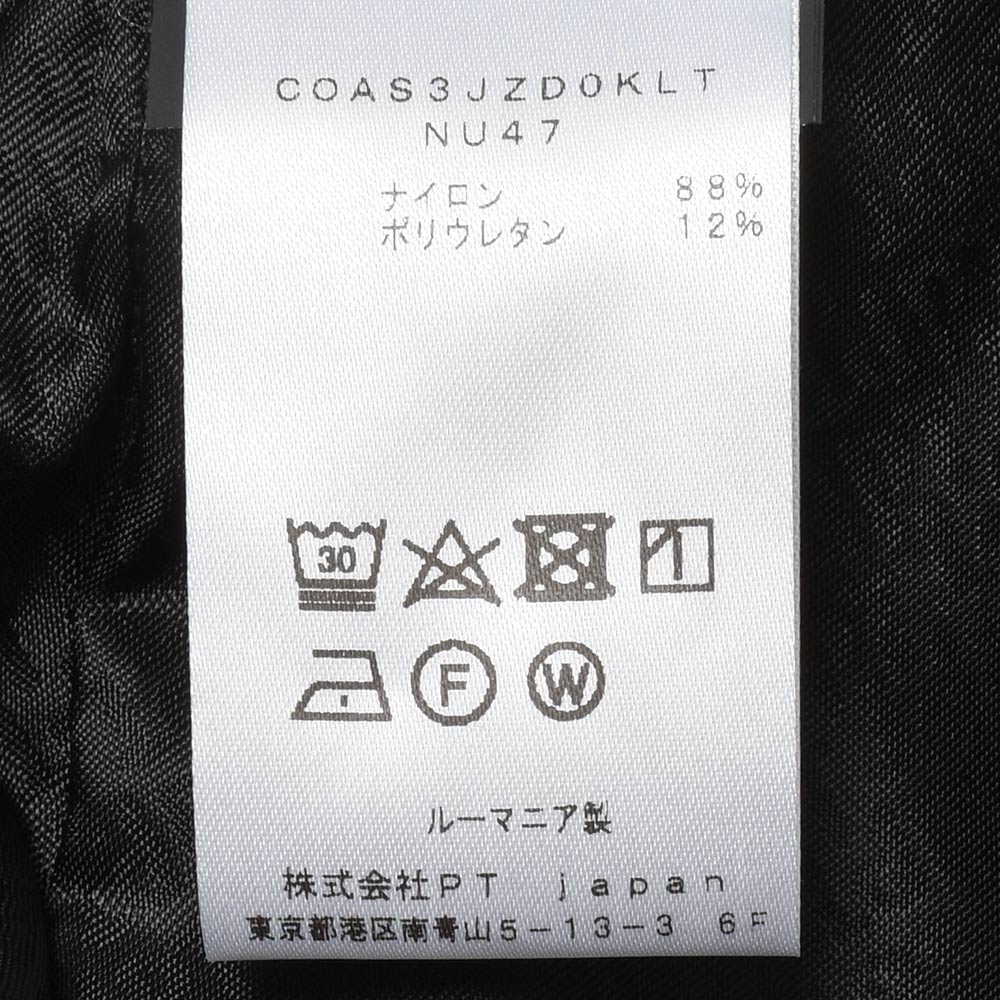 COAS3JZD0KLT
NU47
ナイロン 88%
ポリウレタン 12%
30
F W
ルーマニア製
株式会社PT japan
東京都港区南青山5-13-3 6F